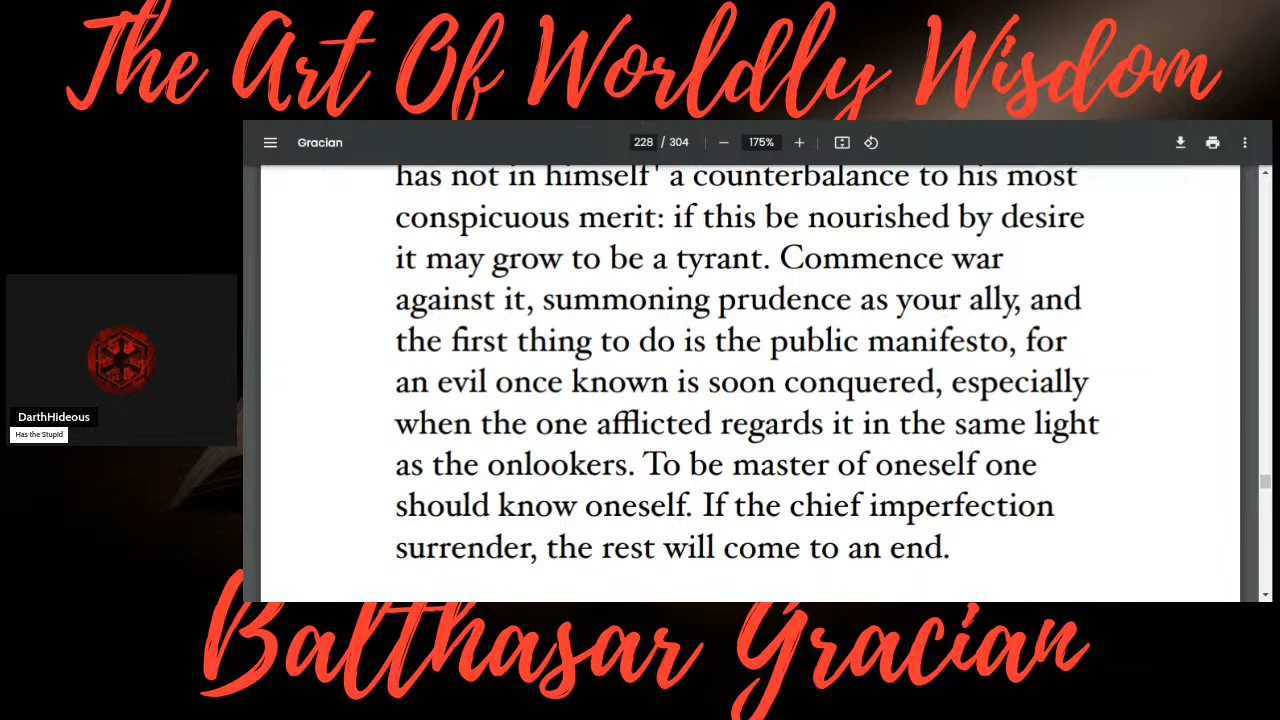 The Art Of Worldly Wisdom
Gracian
228 / 304
175%
has not in himself' a counterbalance to his most
conspicuous merit: if this be nourished by desire
it may grow to be a tyrant. Commence war
against it, summoning prudence as your ally, and
the first thing to do is the public manifesto, for
an evil once known is soon conquered, especially
when the one afflicted regards it in the same light
as the onlookers. To be master of oneself one
should know oneself. If the chief imperfection
surrender, the rest will come to an end.
DarthHideous
Has the Stupid
Balthasar Gracian